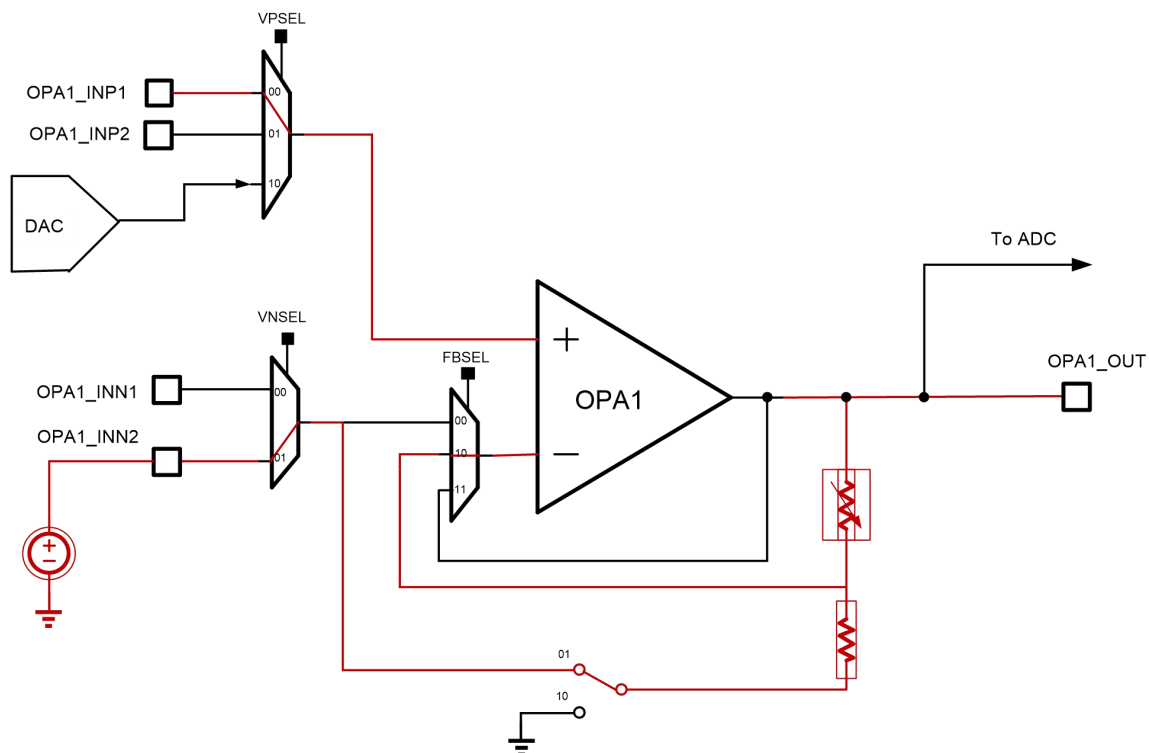 VPSEL
OPA1_INP1
00
OPA1_INP2
01
10
DAC
To ADC
VNSEL
FBSEL
OPA1_OUT
OPA1_INN1
00
OPA1
00
OPA1_INN2
01
10
11
01
10